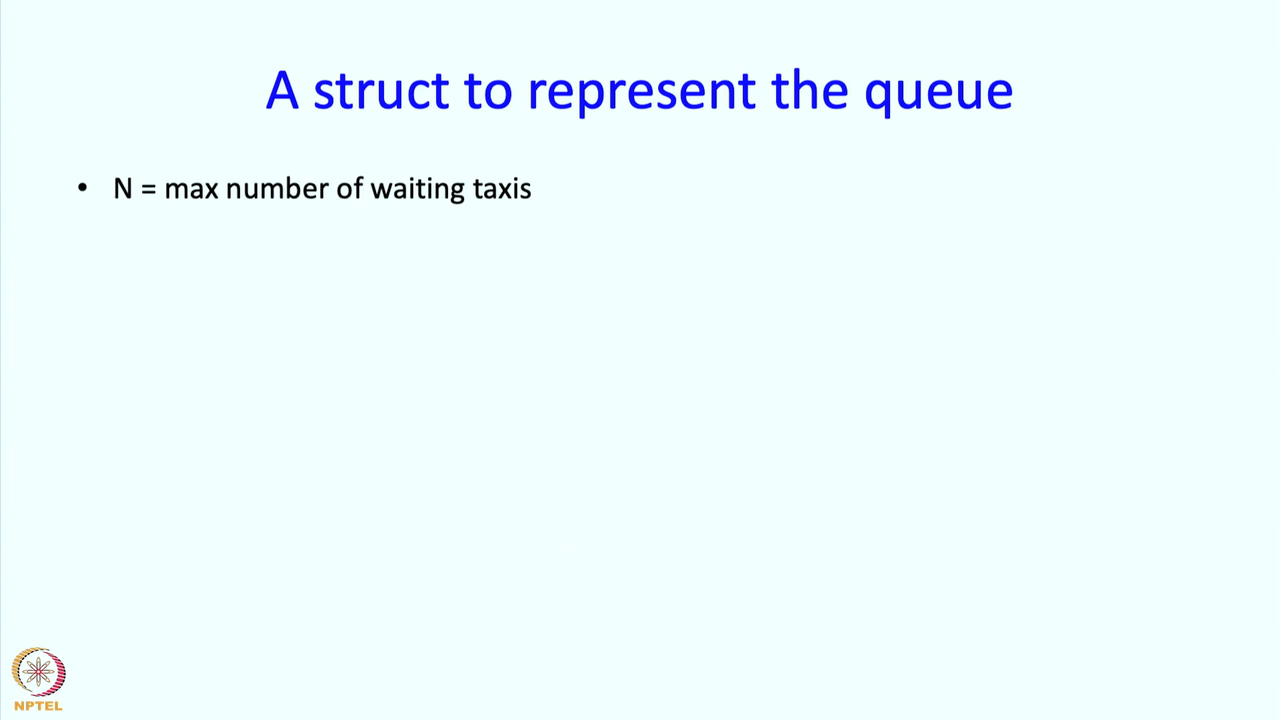 A struct to represent the queue
• N = max number of waiting taxis
NPTEL